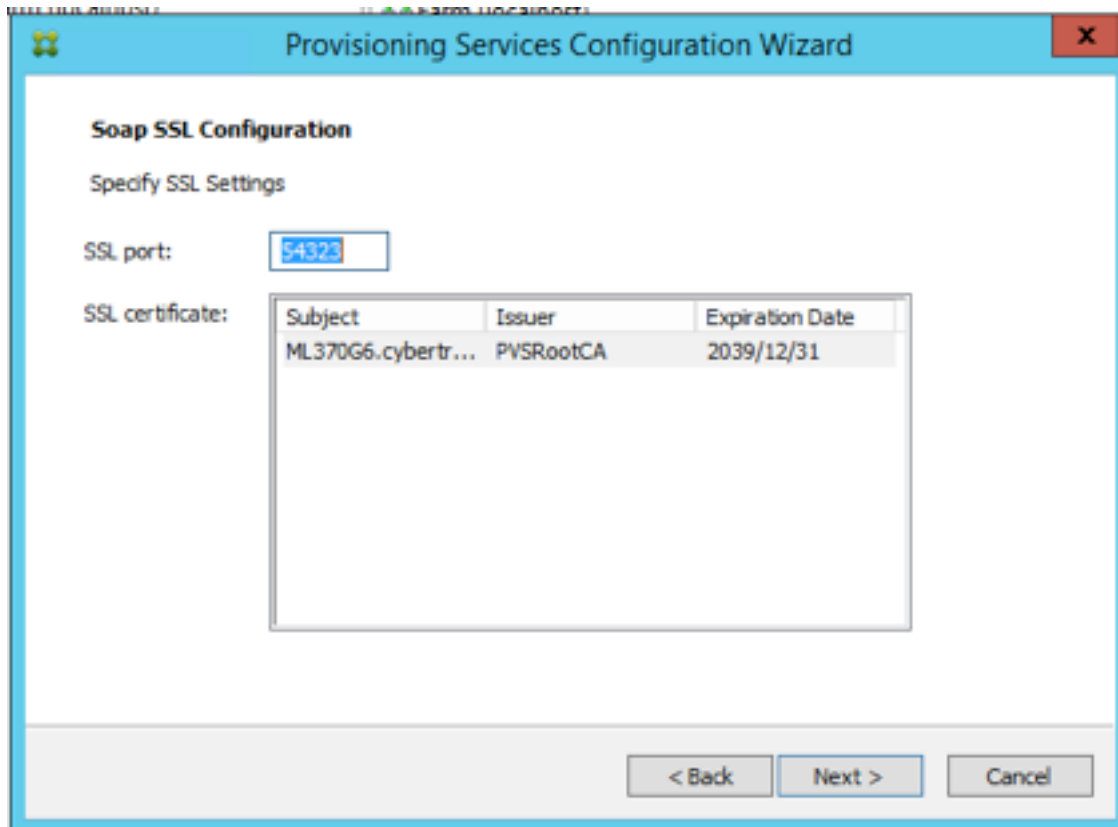 Provisioning Services Configuration Wizard
x
Soap SSL Configuration
Specify SSL Settings
SSL port: 54323
SSL certificate: Subject Issuer Expiration Date
ML370G6.cybertr... PVSRootCA 2039/12/31
< Back Next > Cancel